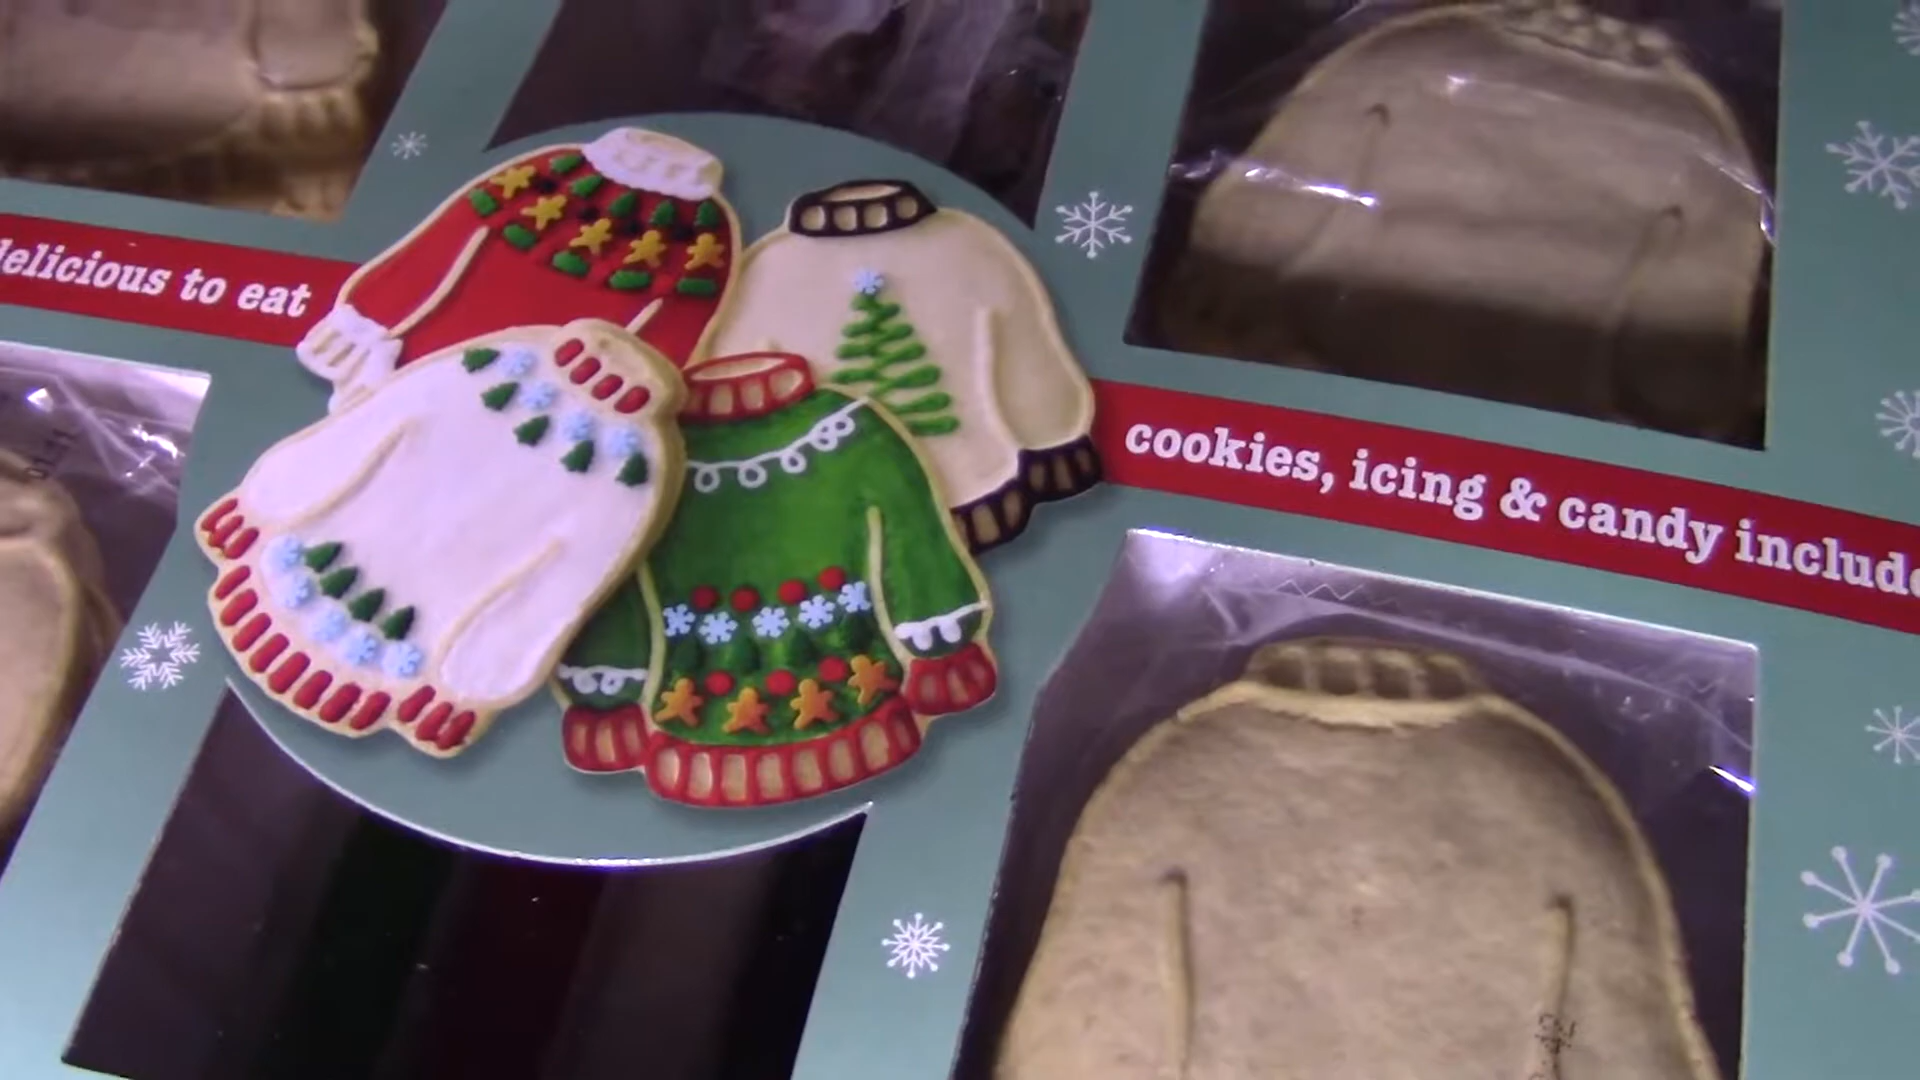 delicious to eat
cookies, icing & candy include